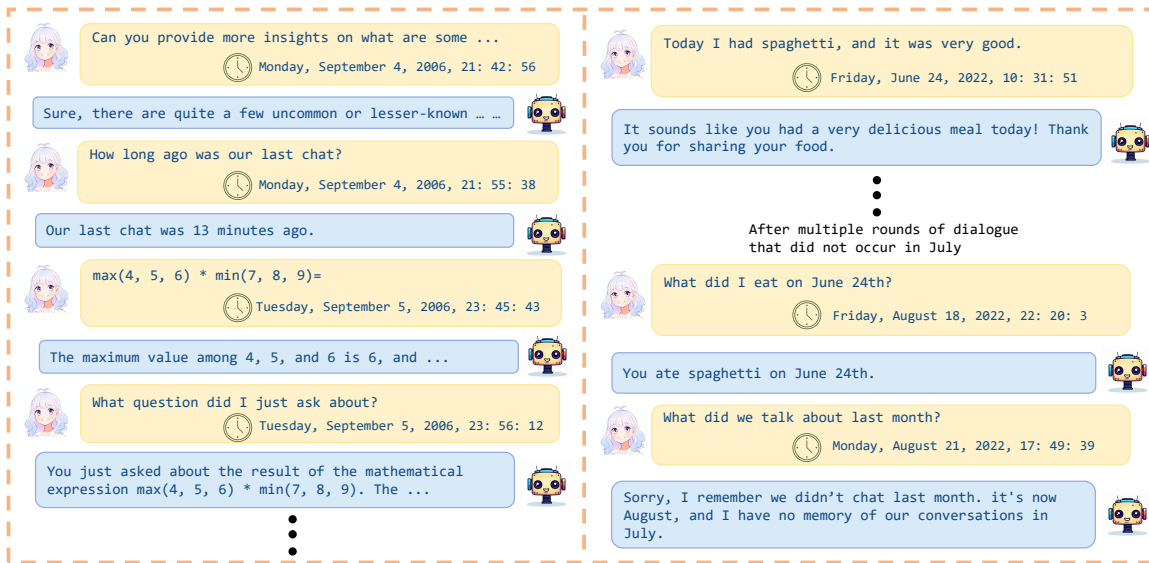 Can you provide more insights on what are some ...
Monday, September 4, 2006, 21: 42: 56
Sure, there are quite a few uncommon or lesser-known … …
How long ago was our last chat?
Monday, September 4, 2006, 21: 55: 38
Our last chat was 13 minutes ago.
max(4, 5, 6) * min(7, 8, 9)=
Tuesday, September 5, 2006, 23: 45: 43
The maximum value among 4, 5, and 6 is 6, and ...
What question did I just ask about?
Tuesday, September 5, 2006, 23: 56: 12
You just asked about the result of the mathematical
expression max(4, 5, 6) * min(7, 8, 9). The ...
Today I had spaghetti, and it was very good.
Friday, June 24, 2022, 10: 31: 51
It sounds like you had a very delicious meal today! Thank
you for sharing your food.
After multiple rounds of dialogue
that did not occur in July
What did I eat on June 24th?
Friday, August 18, 2022, 22: 20: 3
You ate spaghetti on June 24th.
What did we talk about last month?
Monday, August 21, 2022, 17: 49: 39
Sorry, I remember we didn’t chat last month. it's now
August, and I have no memory of our conversations in
July.